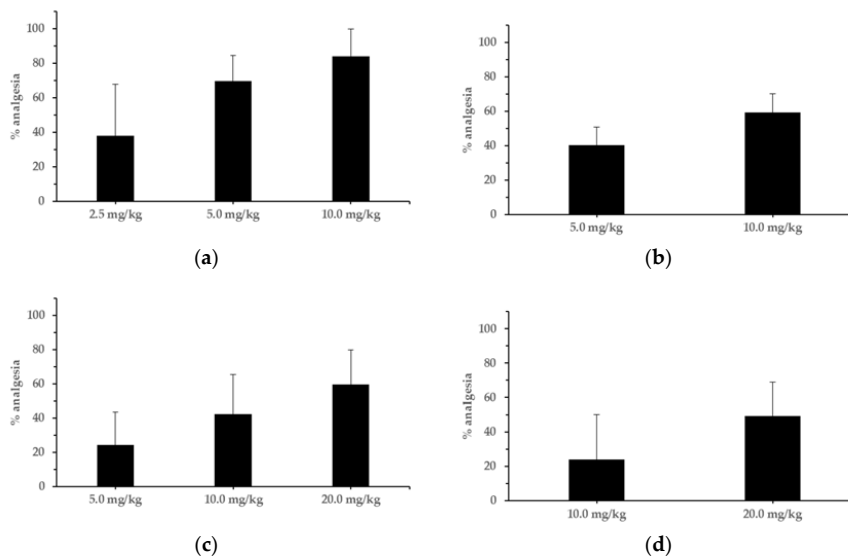 100
80
60
40
20
0
% analgesia
2.5 mg/kg 5.0 mg/kg 10.0 mg/kg
(a)
100
80
60
40
20
0
% analgesia
5.0 mg/kg 10.0 mg/kg
(b)
100
80
60
40
20
0
% analgesia
5.0 mg/kg 10.0 mg/kg 20.0 mg/kg
(c)
100
80
60
40
20
0
% analgesia
10.0 mg/kg 20.0 mg/kg
(d)